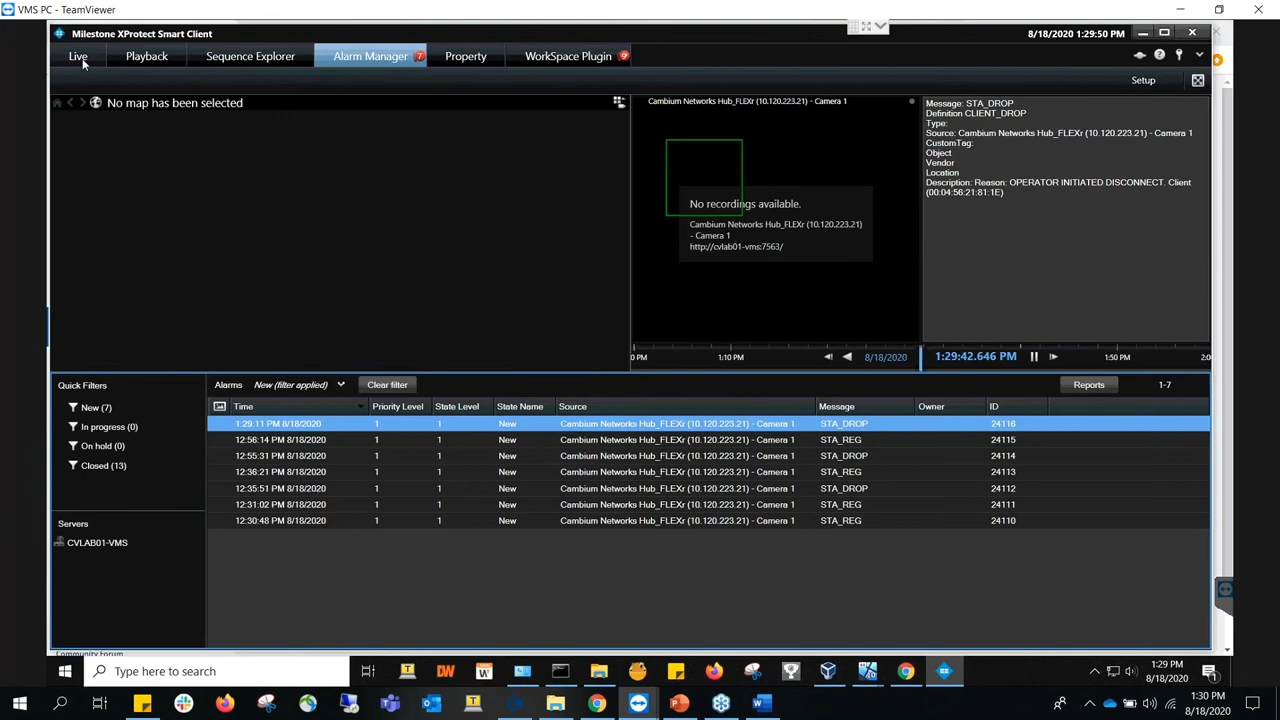 VMS PC - TeamViewer
Milestone XProtect Smart Client
8/18/2020 1:29:50 PM
Live
Playback
Sequence Explorer
Alarm Manager
7
Property
WorkSpace Plugin
9
Setup
No map has been selected
Cambium Networks Hub_FLEXr (10.120.223.21) - Camera 1
No recordings available.
Cambium Networks Hub_FLEXr (10.120.223.21)
- Camera 1
http://cvlab01-vms:7563/
Message: STA_DROP
Definition CLIENT_DROP
Type:
Source: Cambium Networks Hub_FLEXr (10.120.223.21) - Camera 1
CustomTag:
Object
Vendor
Location
Description: Reason: OPERATOR INITIATED DISCONNECT. Client
(00:04:56:21:81:1E)
0 PM
1:10 PM
8/18/2020
1:29:42.646 PM
1:50 PM
2:0
Quick Filters
New (7)
In progress (0)
On hold (0)
Closed (13)
Servers
CVLAB01-VMS
Alarms
New (filter applied)
Clear filter
Reports
1-7
Time Priority Level State Level State Name Source Message Owner ID
1:29:11 PM 8/18/2020 1 1 New Cambium Networks Hub_FLEXr (10.120.223.21) - Camera 1 STA_DROP 24116
12:56:14 PM 8/18/2020 1 1 New Cambium Networks Hub_FLEXr (10.120.223.21) - Camera 1 STA_REG 24115
12:55:31 PM 8/18/2020 1 1 New Cambium Networks Hub_FLEXr (10.120.223.21) - Camera 1 STA_DROP 24114
12:36:21 PM 8/18/2020 1 1 New Cambium Networks Hub_FLEXr (10.120.223.21) - Camera 1 STA_REG 24113
12:35:51 PM 8/18/2020 1 1 New Cambium Networks Hub_FLEXr (10.120.223.21) - Camera 1 STA_DROP 24112
12:31:02 PM 8/18/2020 1 1 New Cambium Networks Hub_FLEXr (10.120.223.21) - Camera 1 STA_REG 24111
12:30:48 PM 8/18/2020 1 1 New Cambium Networks Hub_FLEXr (10.120.223.21) - Camera 1 STA_REG 24110
Community Forum
Type here to search
T
DW
W
1:29 PM
8/18/2020
1
1:30 PM
8/18/2020